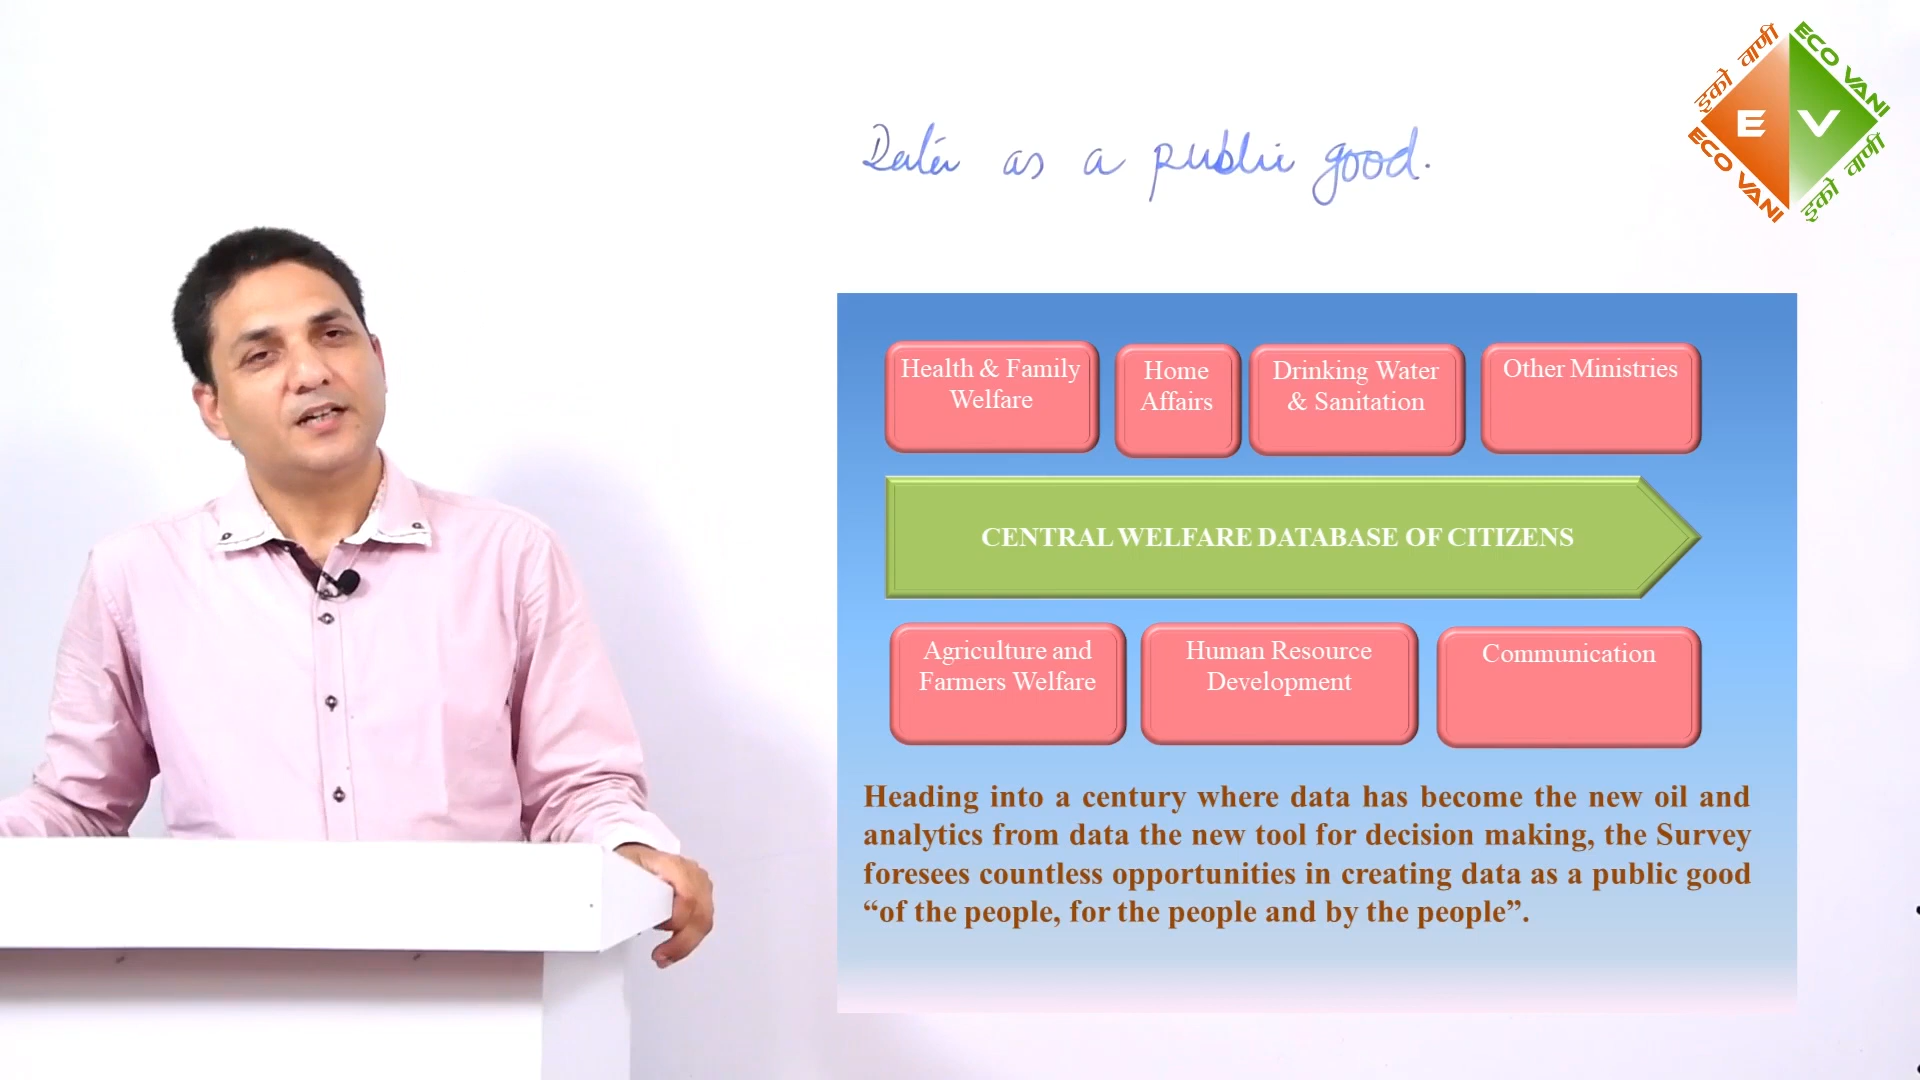 Data as a public good.
इको वाणी
ECO VANI
E V
ECO VANI
इको वाणी
Health & Family
Welfare
Home
Affairs
Drinking Water
& Sanitation
Other Ministries
CENTRAL WELFARE DATABASE OF CITIZENS
Agriculture and
Farmers Welfare
Human Resource
Development
Communication
Heading into a century where data has become the new oil and
analytics from data the new tool for decision making, the Survey
foresees countless opportunities in creating data as a public good
“of the people, for the people and by the people”.